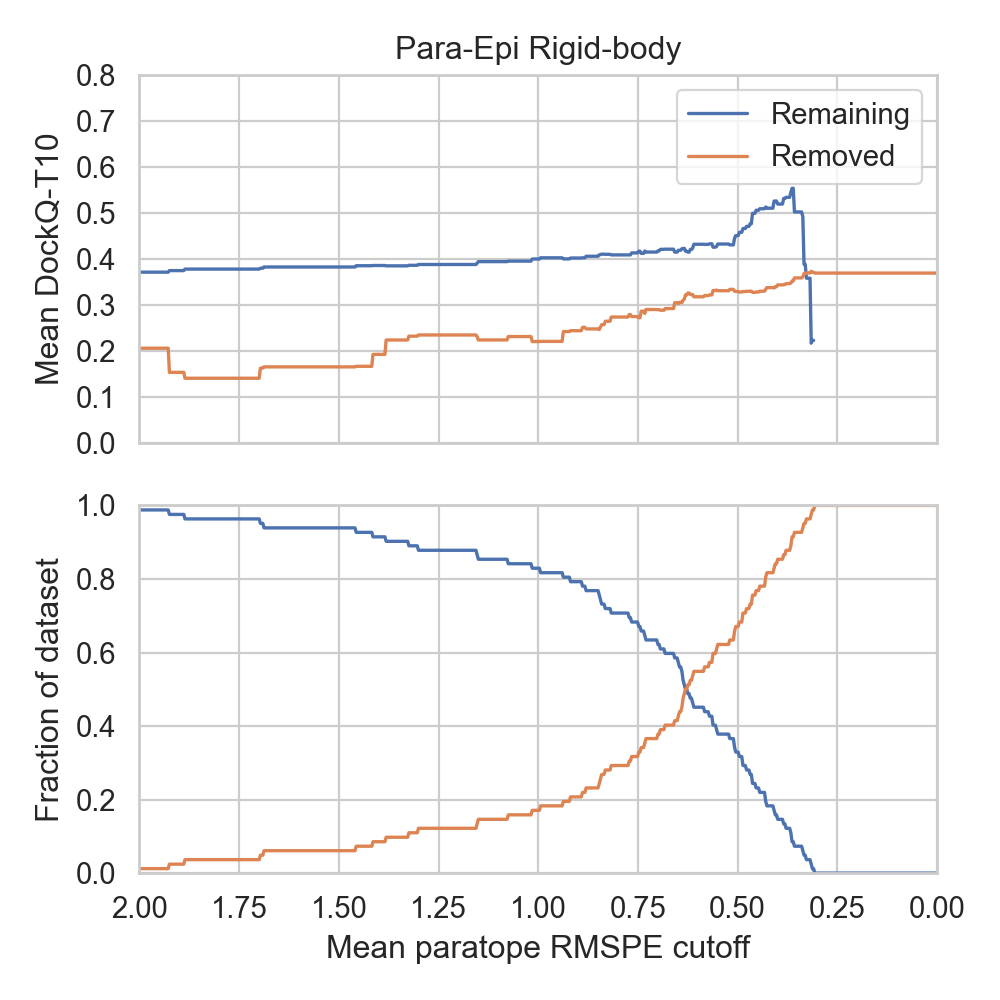 Para-Epi Rigid-body
Mean DockQ-T10
0.8
0.7
0.6
0.5
0.4
0.3
0.2
0.1
0.0
Remaining
Removed
Fraction of dataset
1.0
0.8
0.6
0.4
0.2
0.0
2.00 1.75 1.50 1.25 1.00 0.75 0.50 0.25 0.00
Mean paratope RMSPE cutoff